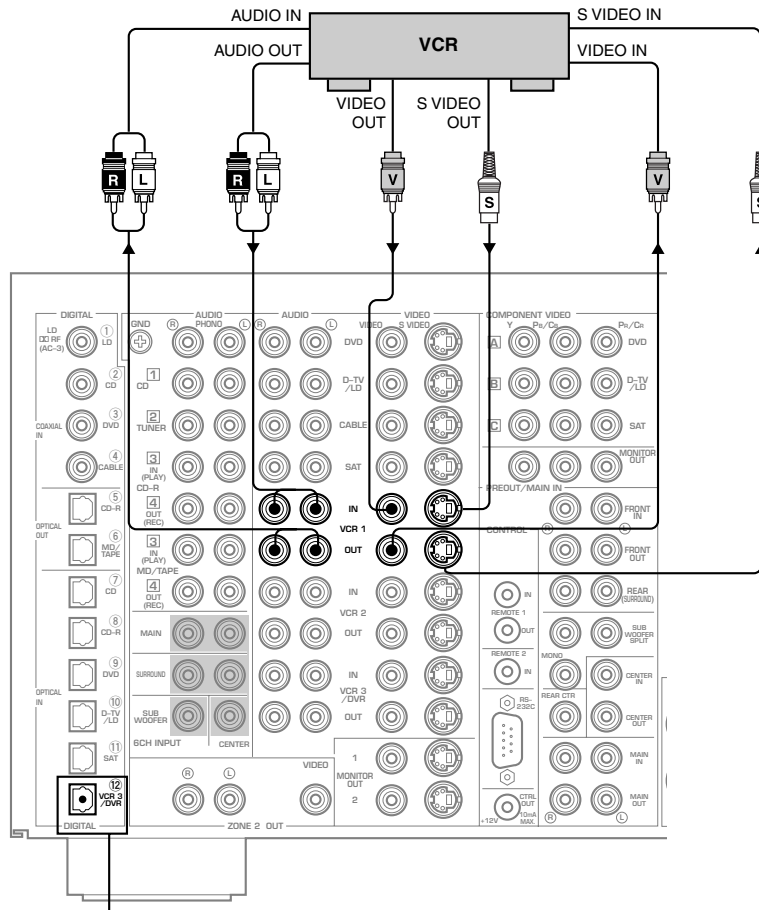 AUDIO IN
S VIDEO IN
AUDIO OUT
VCR
VIDEO IN
VIDEO OUT
S VIDEO OUT
R L
R L
V
S
V
S
DIGITAL
AUDIO
AUDIO
VIDEO
COMPONENT VIDEO
GND
R PHONO L
R L
VIDEO S VIDEO
Y PB/CB PR/CR
LD DD RF (AC-3)
① LD
DVD
A
DVD
② CD
1 CD
D-TV /LD
B
D-TV /LD
COAXIAL IN
③ DVD
2 TUNER
CABLE
C
SAT
④ CABLE
3 IN (PLAY)
CD-R
SAT
MONITOR OUT
PREOUT/MAIN IN
OPTICAL OUT
⑤ CD-R
4 OUT (REC)
IN
VCR 1
FRONT IN
CONTROL
R L
⑥ MD/ TAPE
3 IN (PLAY)
MD/TAPE
OUT
FRONT OUT
⑦ CD
4 OUT (REC)
IN
VCR 2
IN
REMOTE 1
REAR (SURROUND)
⑧ CD-R
MAIN
OUT
OUT
SUB WOOFER SPLIT
REMOTE 2
MONO
⑨ DVD
SURROUND
IN
VCR 3 /DVR
IN
CENTER IN
OPTICAL IN
⑩ D-TV /LD
SUB WOOFER
OUT
RS-232C
REAR CTR
CENTER OUT
6CH INPUT
CENTER
⑪ SAT
VIDEO
1
MONITOR OUT
MAIN IN
R L
⑫ VCR 3 /DVR
2
CTRL OUT
+12V
10mA MAX.
MAIN OUT
R L
DIGITAL
ZONE 2 OUT